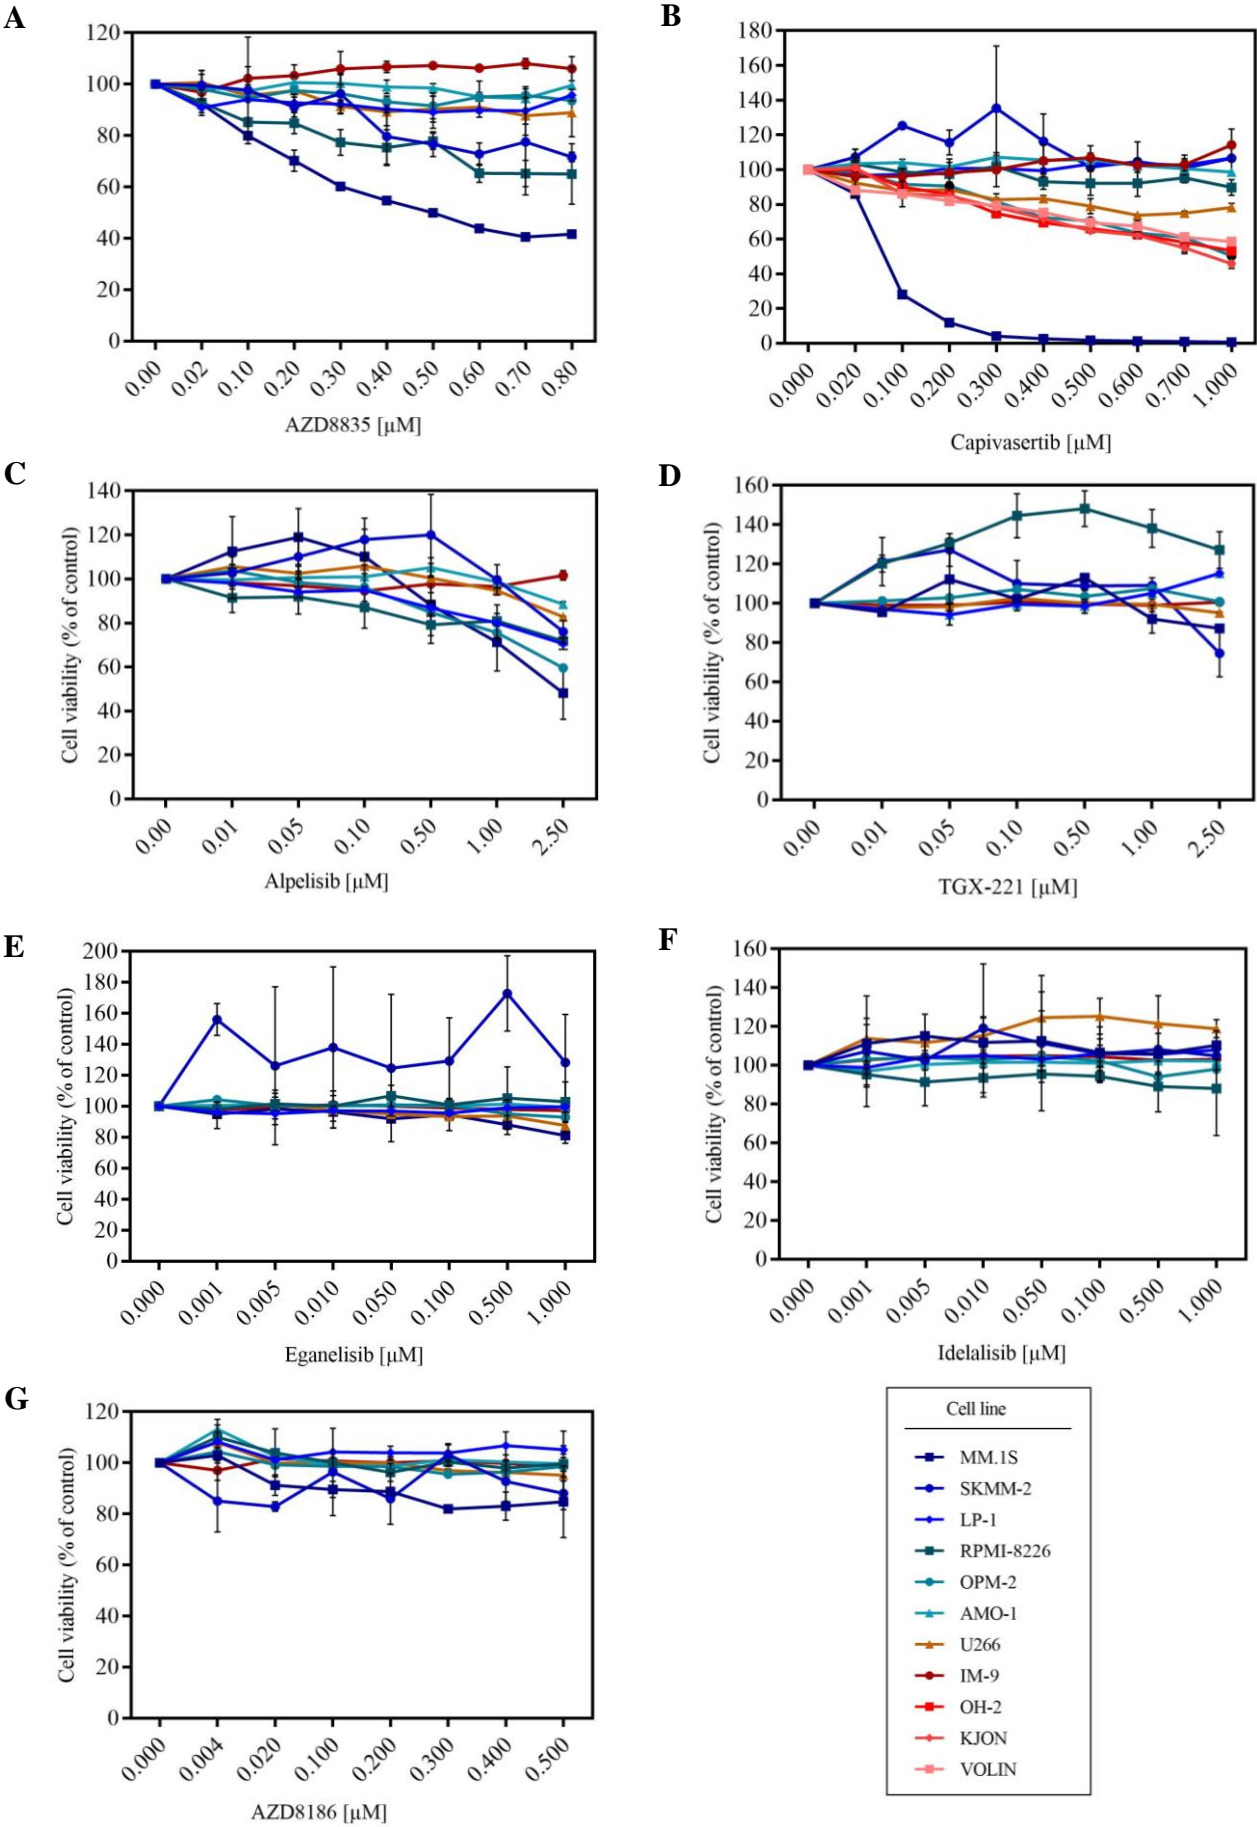 A
120
100
80
60
40
20
0
0.00 0.02 0.10 0.20 0.30 0.40 0.50 0.60 0.70 0.80
AZD8835 [µM]
B
180
160
140
120
100
80
60
40
20
0
0.000 0.020 0.100 0.200 0.300 0.400 0.500 0.600 0.700 1.000
Capivasertib [µM]
C
Cell viability (% of control)
140
120
100
80
60
40
20
0
0.00 0.01 0.05 0.10 0.50 1.00 2.50
Alpelisib [µM]
D
Cell viability (% of control)
160
140
120
100
80
60
40
20
0
0.00 0.01 0.05 0.10 0.50 1.00 2.50
TGX-221 [µM]
E
Cell viability (% of control)
200
180
160
140
120
100
80
60
40
20
0
0.000 0.001 0.005 0.010 0.050 0.100 0.500 1.000
Eganelisib [µM]
F
Cell viability (% of control)
160
140
120
100
80
60
40
20
0
0.000 0.001 0.005 0.010 0.050 0.100 0.500 1.000
Idelalisib [µM]
G
Cell viability (% of control)
120
100
80
60
40
20
0
0.000 0.004 0.020 0.100 0.200 0.300 0.400 0.500
AZD8186 [µM]
Cell line
MM.1S
SKMM-2
LP-1
RPMI-8226
OPM-2
AMO-1
U266
IM-9
OH-2
KJON
VOLIN